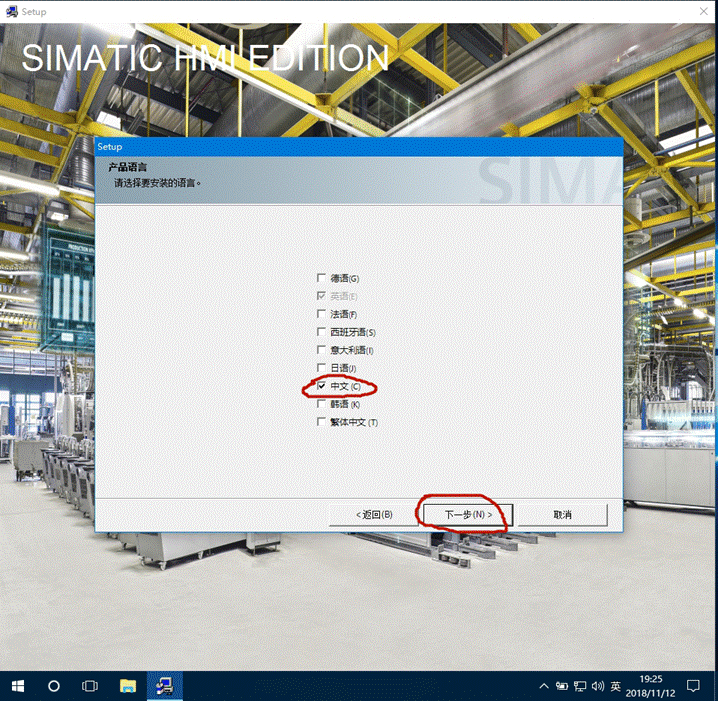 Setup
SIMATIC HMI EDITION
Setup
产品语言
请选择要安装的语言。
SIMA
德语(G)
英语(E)
法语(F)
西班牙语(S)
意大利语(I)
日语(J)
中文 (C)
韩语 (K)
繁体中文 (T)
< 返回(B)
下一步(N) >
取消
英
19:25
2018/11/12